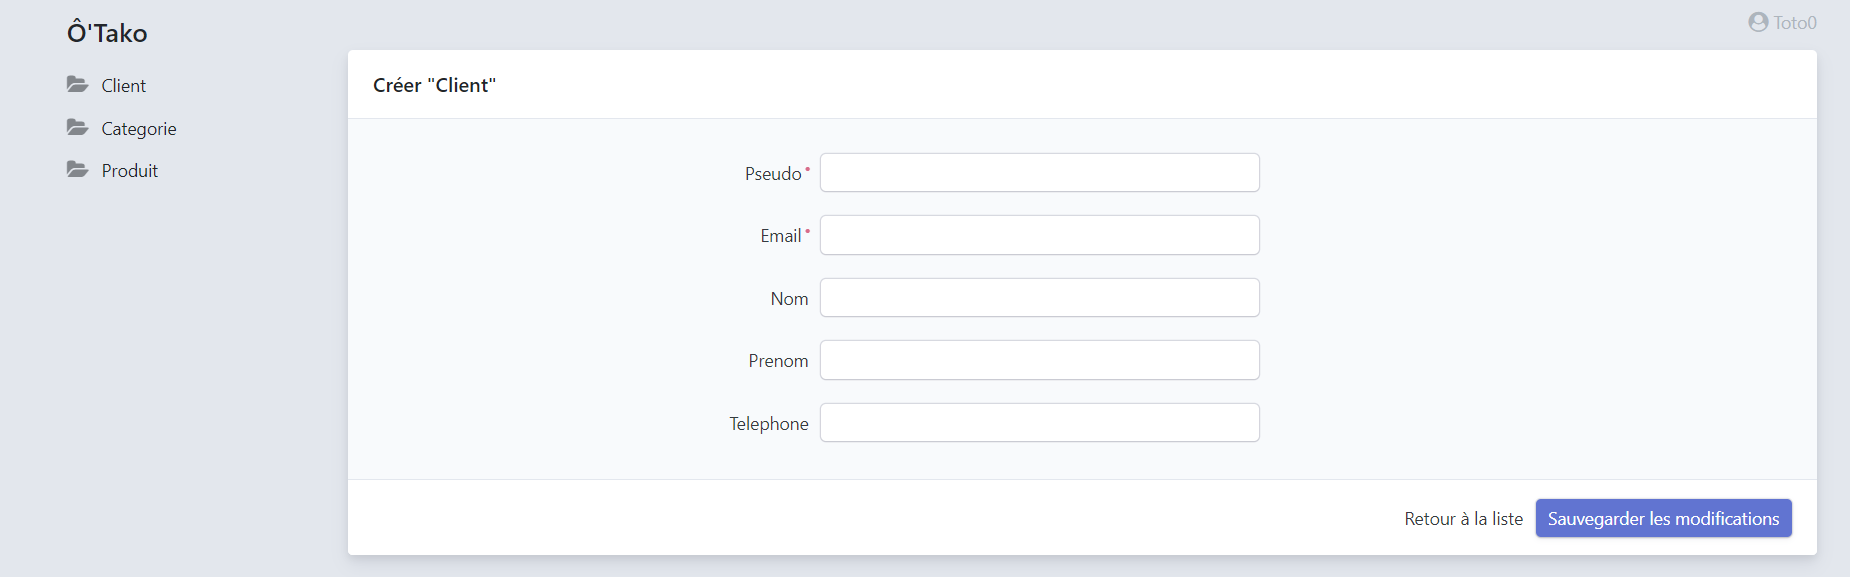 Ô'Tako
Toto0
Client
Categorie
Produit
Créer "Client"
Pseudo*
Email*
Nom
Prenom
Telephone
Retour à la liste
Sauvegarder les modifications